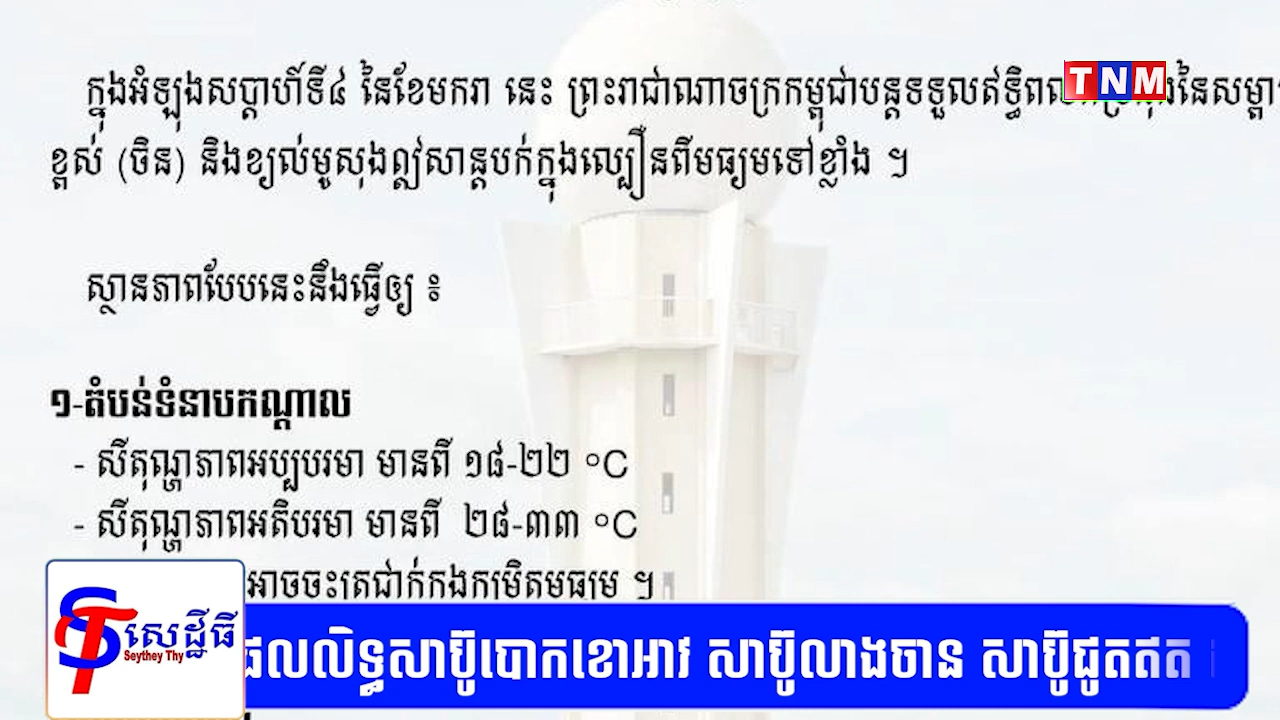 ក្នុងអំឡុងសប្ដាហ៍ទី៤ នៃខែមករា នេះ ព្រះរាជាណាចក្រកម្ពុជាបន្តទទួលឥទ្ធិព
TNM
ខ្ពស់ (ចិន) និងខ្យល់មូសុងឦសាន្តបក់ក្នុងល្បឿនពីមធ្យមទៅខ្លាំង ។
ស្ថានភាពបែបនេះនឹងធ្វើឲ្យ ៖
១-តំបន់ទំនាបកណ្ដាល
- សីតុណ្ហភាពអប្បបរមា មានពី ១៨-២២ °C
- សីតុណ្ហភាពអតិបរមា មានពី ២៨-៣៣ °C
អាចចុះត្រជាក់ក្នុងកម្រិតមធ្យម ។
ST សេដ្ឋីធី
Seythey Thy
ផលលិទ្ធសាប៊ូបោកខោអាវ សាប៊ូលាងចាន សាប៊ូជូតឥត